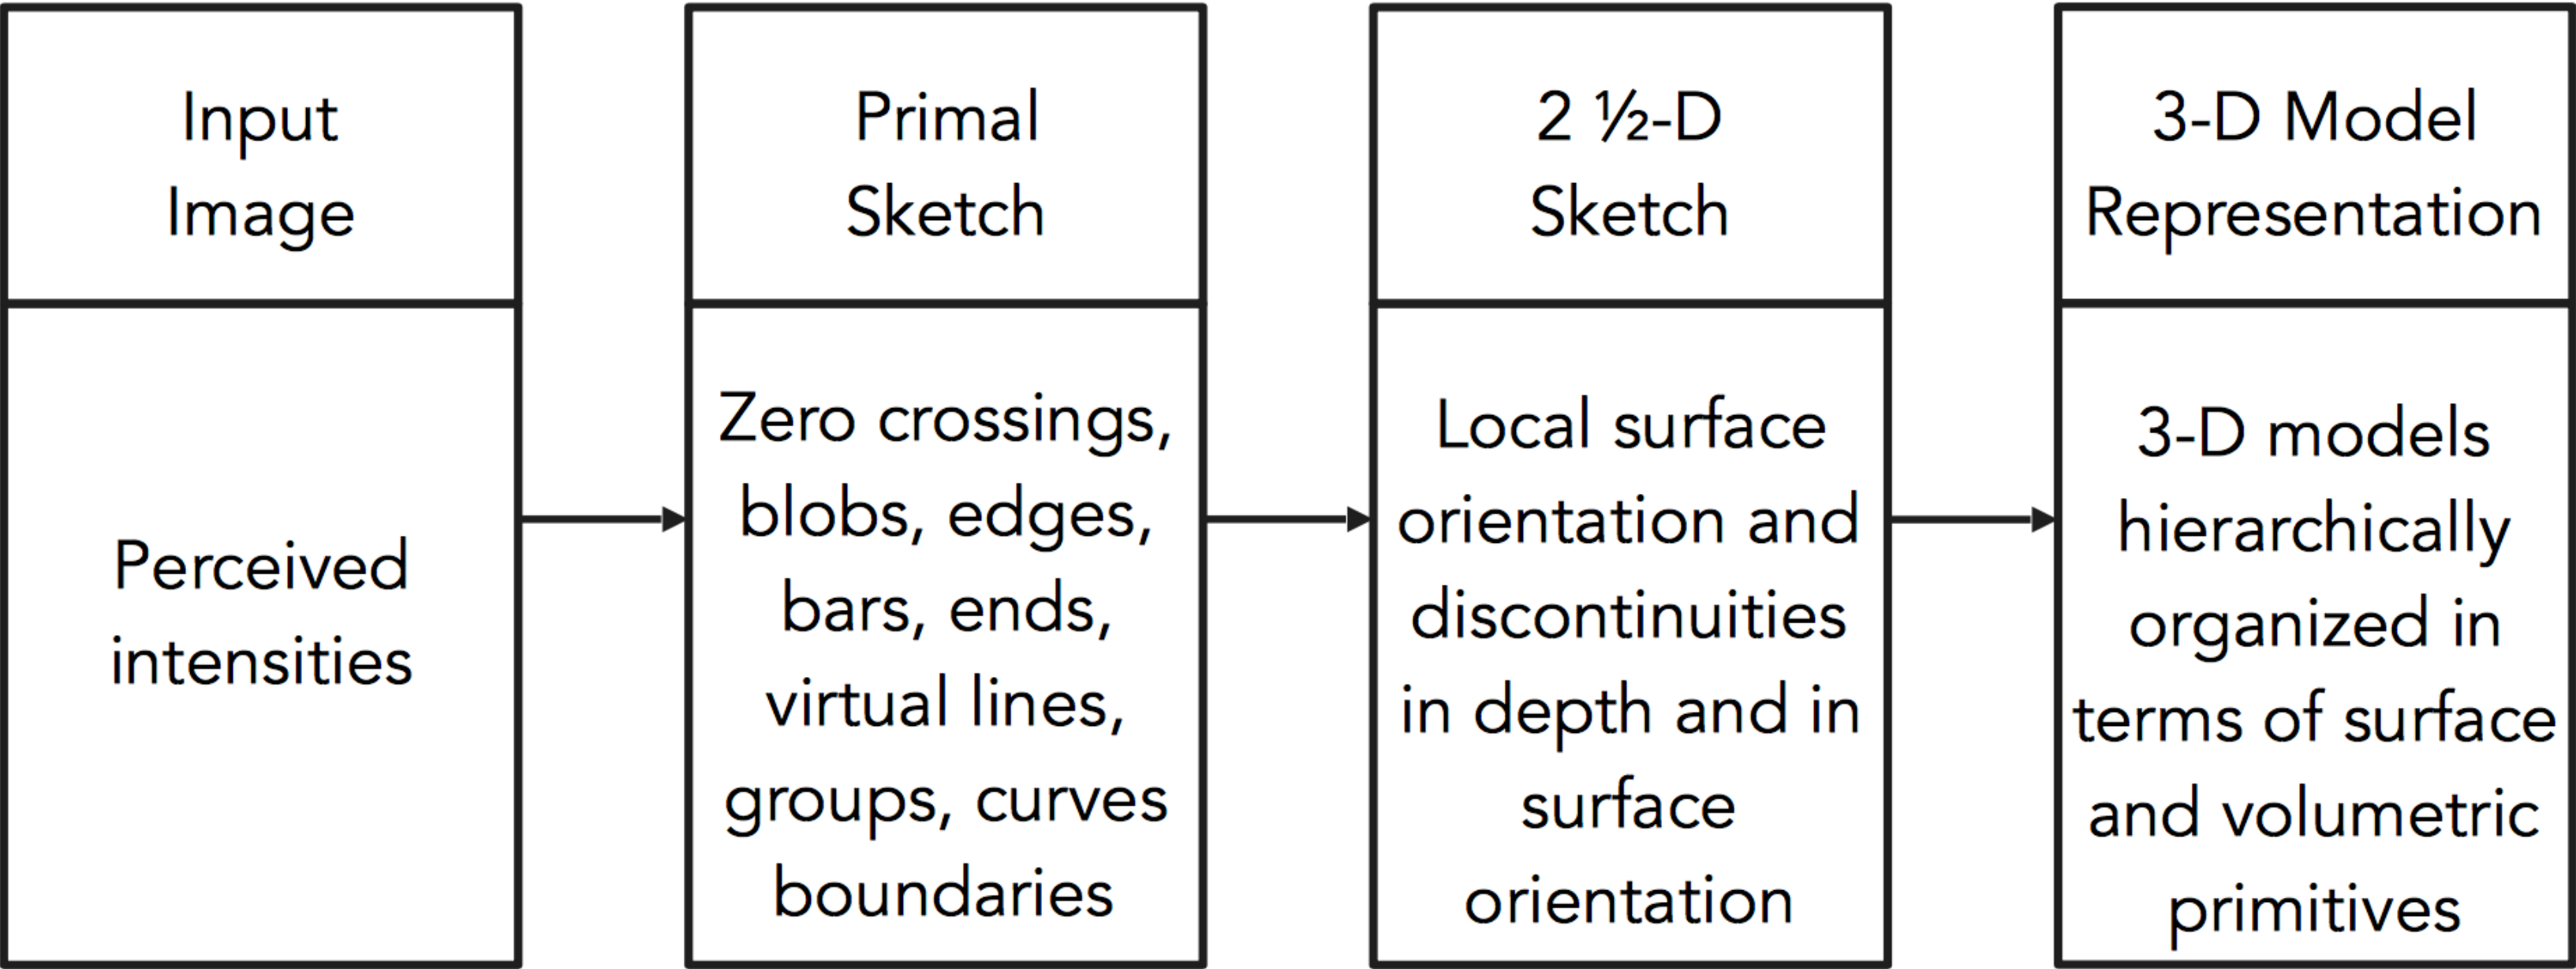 Input
Image
Perceived
intensities
Primal
Sketch
Zero crossings,
blobs, edges,
bars, ends,
virtual lines,
groups, curves
boundaries
2 ½-D
Sketch
Local surface
orientation and
discontinuities
in depth and in
surface
orientation
3-D Model
Representation
3-D models
hierarchically
organized in
terms of surface
and volumetric
primitives